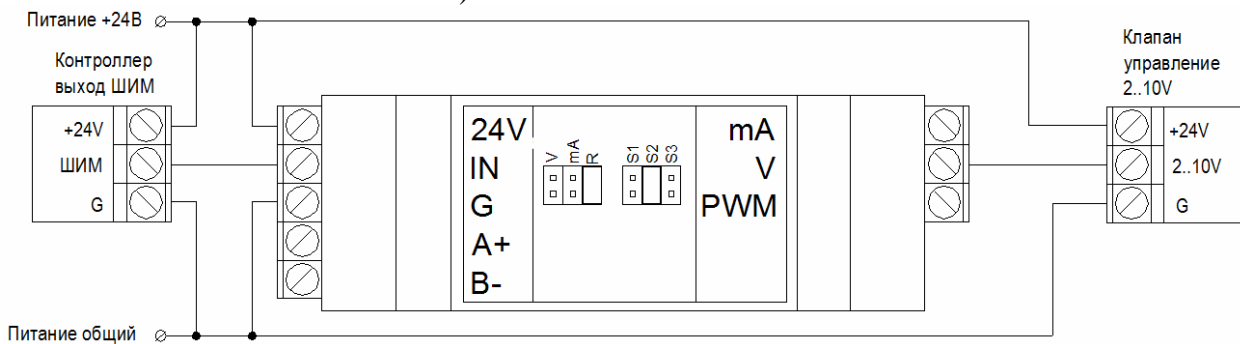 )
Питание +24В
Контроллер
выход ШИМ
+24V
ШИМ
G
24V
IN
G
A+
B-
V
mA
R
S1
S2
S3
mA
V
PWM
Клапан
управление
2..10V
+24V
2..10V
G
Питание общий